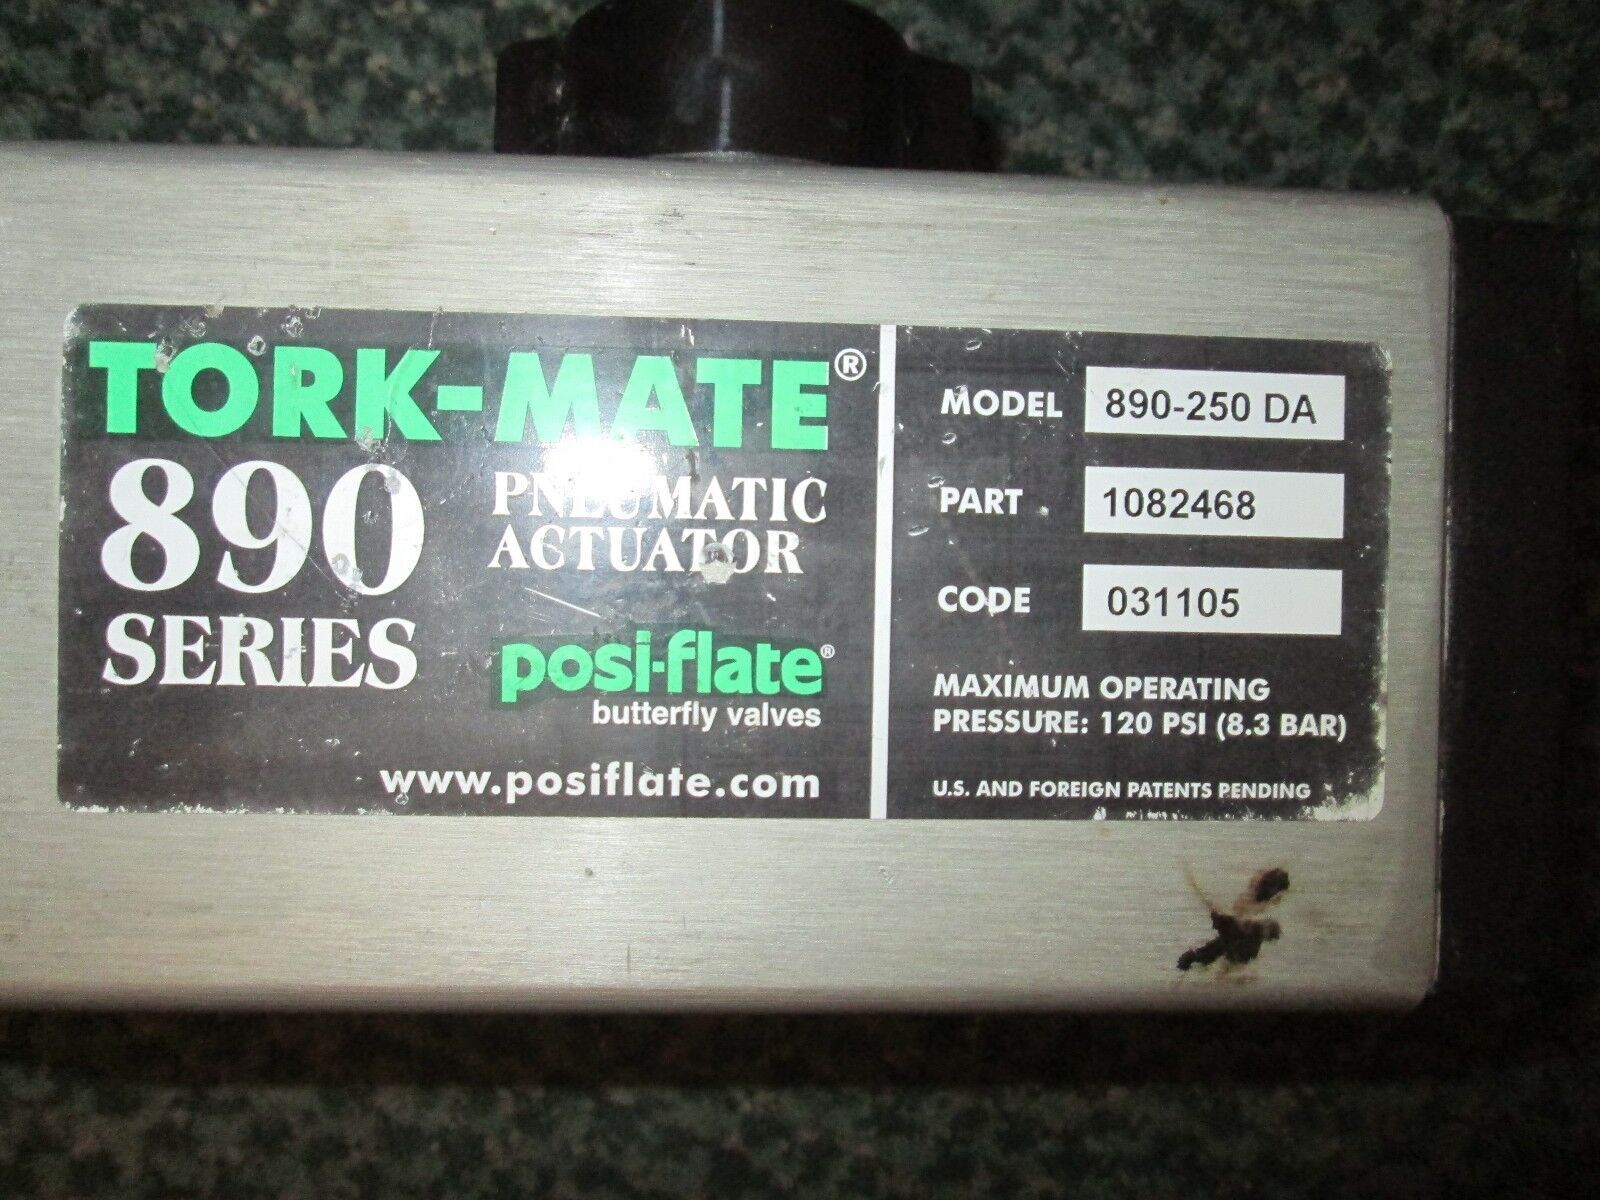 TORK-MATE®
890
SERIES
PNEUMATIC
ACTUATOR
posi-flate®
butterfly valves
www.posiflate.com
MODEL 890-250 DA
PART 1082468
CODE 031105
MAXIMUM OPERATING
PRESSURE: 120 PSI (8.3 BAR)
U.S. AND FOREIGN PATENTS PENDING